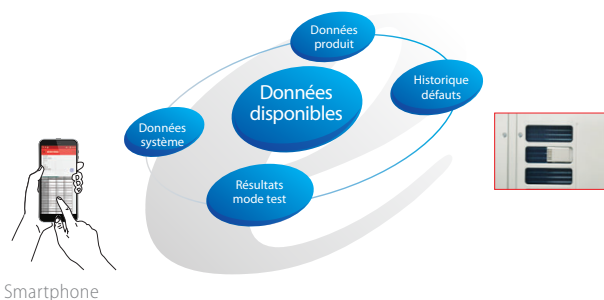 Données
produit
Données
disponibles
Historique
défauts
Données
système
Résultats
mode test
Smartphone